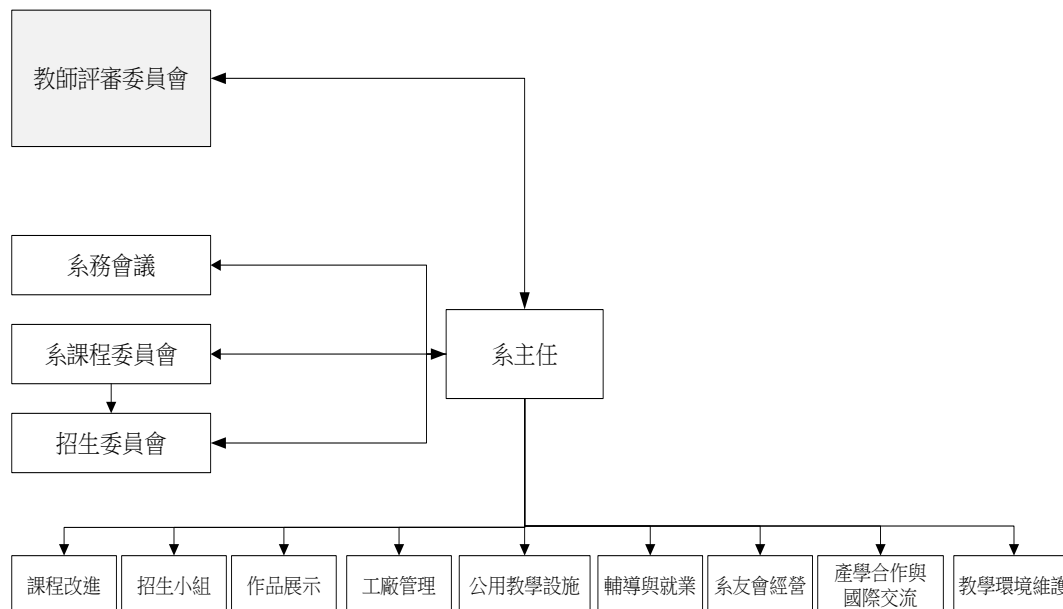 教師評審委員會
系務會議
系課程委員會
招生委員會
系主任
課程改進
招生小組
作品展示
工廠管理
公用教學設施
輔導與就業
系友會經營
產學合作與
國際交流
教學環境維護